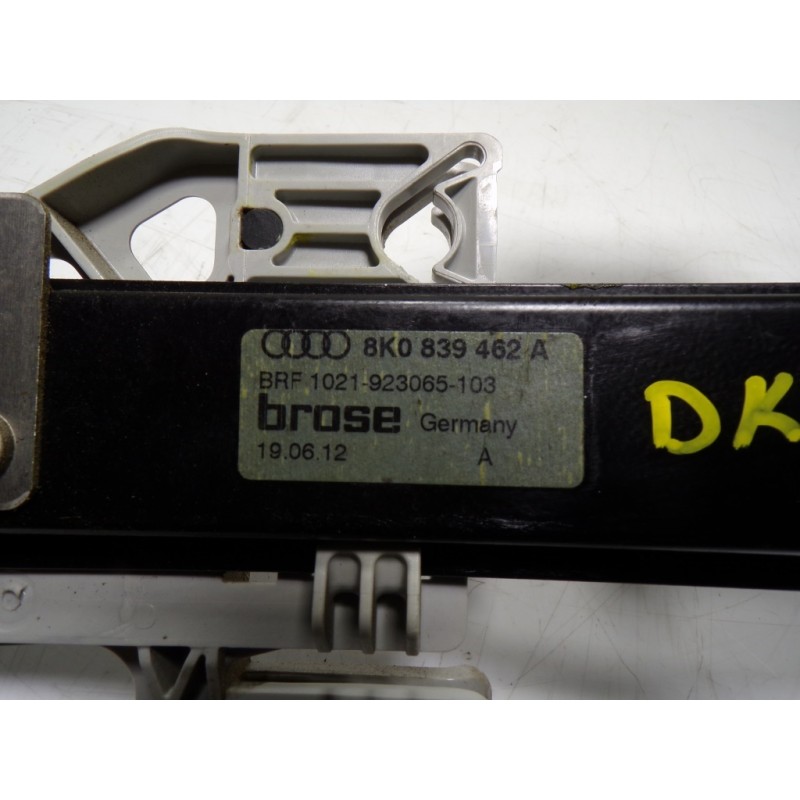 8K0 839 462 A
BRF 1021-923065-103
brose Germany
19.06.12 A
DK